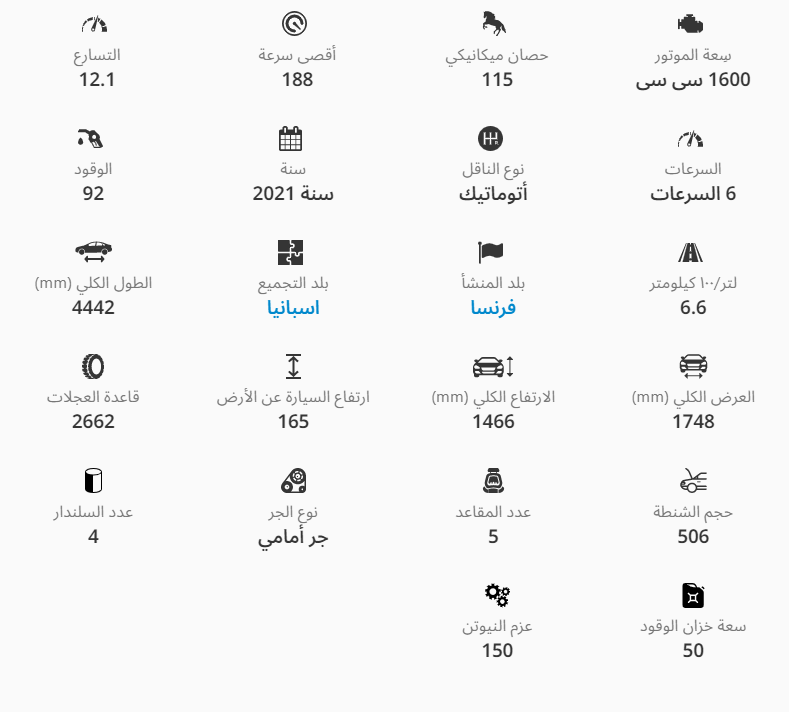 سِعة الموتور
1600 سى سى
حصان ميكانيكي
115
أقصى سرعة
188
التسارع
12.1
السرعات
6 السرعات
نوع الناقل
أتوماتيك
سنة
سنة 2021
الوقود
92
لتر/١٠٠ كيلومتر
6.6
بلد المنشأ
فرنسا
بلد التجميع
اسبانيا
الطول الكلي (mm)
4442
العرض الكلي (mm)
1748
الارتفاع الكلي (mm)
1466
ارتفاع السيارة عن الأرض
165
قاعدة العجلات
2662
حجم الشنطة
506
عدد المقاعد
5
نوع الجر
جر أمامي
عدد السلندار
4
سعة خزان الوقود
50
عزم النيوتن
150